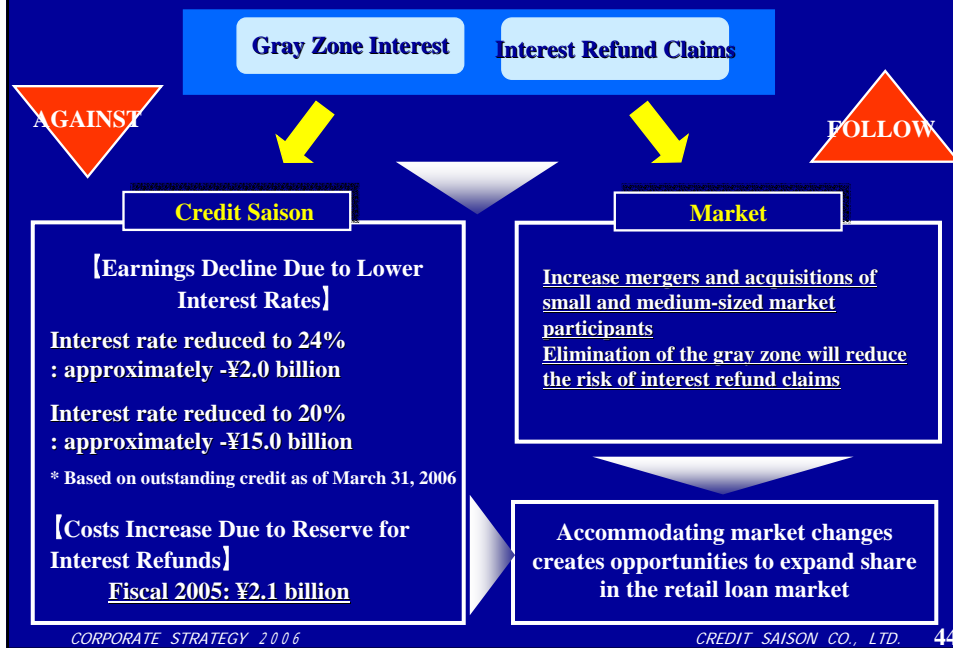 Gray Zone Interest
Interest Refund Claims
AGAINST
FOLLOW
Credit Saison
【Earnings Decline Due to Lower
Interest Rates】
Interest rate reduced to 24%
: approximately -¥2.0 billion
Interest rate reduced to 20%
: approximately -¥15.0 billion
* Based on outstanding credit as of March 31, 2006
【Costs Increase Due to Reserve for
Interest Refunds】
Fiscal 2005: ¥2.1 billion
Market
Increase mergers and acquisitions of
small and medium-sized market
participants
Elimination of the gray zone will reduce
the risk of interest refund claims
Accommodating market changes
creates opportunities to expand share
in the retail loan market
CORPORATE STRATEGY 2006
CREDIT SAISON CO., LTD. 44